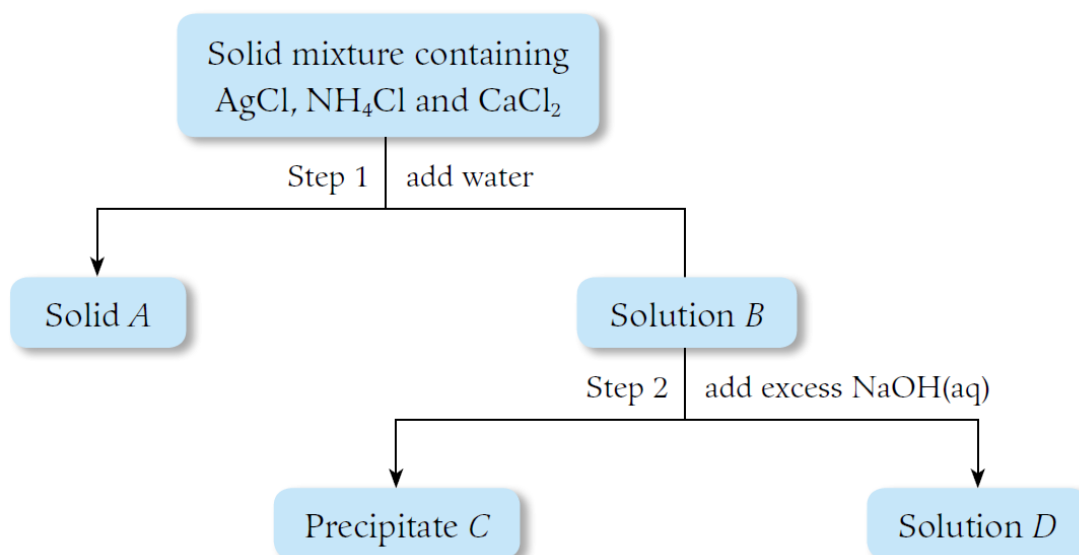 Solid mixture containing
AgCl, NH₄Cl and CaCl₂
Step 1 add water
Solid A
Solution B
Step 2 add excess NaOH(aq)
Precipitate C
Solution D